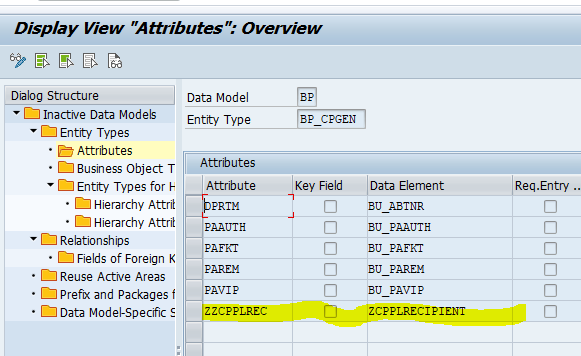 Display View "Attributes": Overview
Dialog Structure
Inactive Data Models
Entity Types
Attributes
Business Object T
Entity Types for H
Hierarchy Attrib
Hierarchy Attrib
Relationships
Fields of Foreign K
Reuse Active Areas
Prefix and Packages f
Data Model-Specific S
Data Model BP
Entity Type BP_CPGEN
Attributes
Attribute Key Field Data Element Req.Entry ...
DPRTM BU_ABTNR
PAAUTH BU_PAAUTH
PAFKT BU_PAFKT
PAREM BU_PAREM
PAVIP BU_PAVIP
ZZCPPLREC ZCPPLRECIPIENT